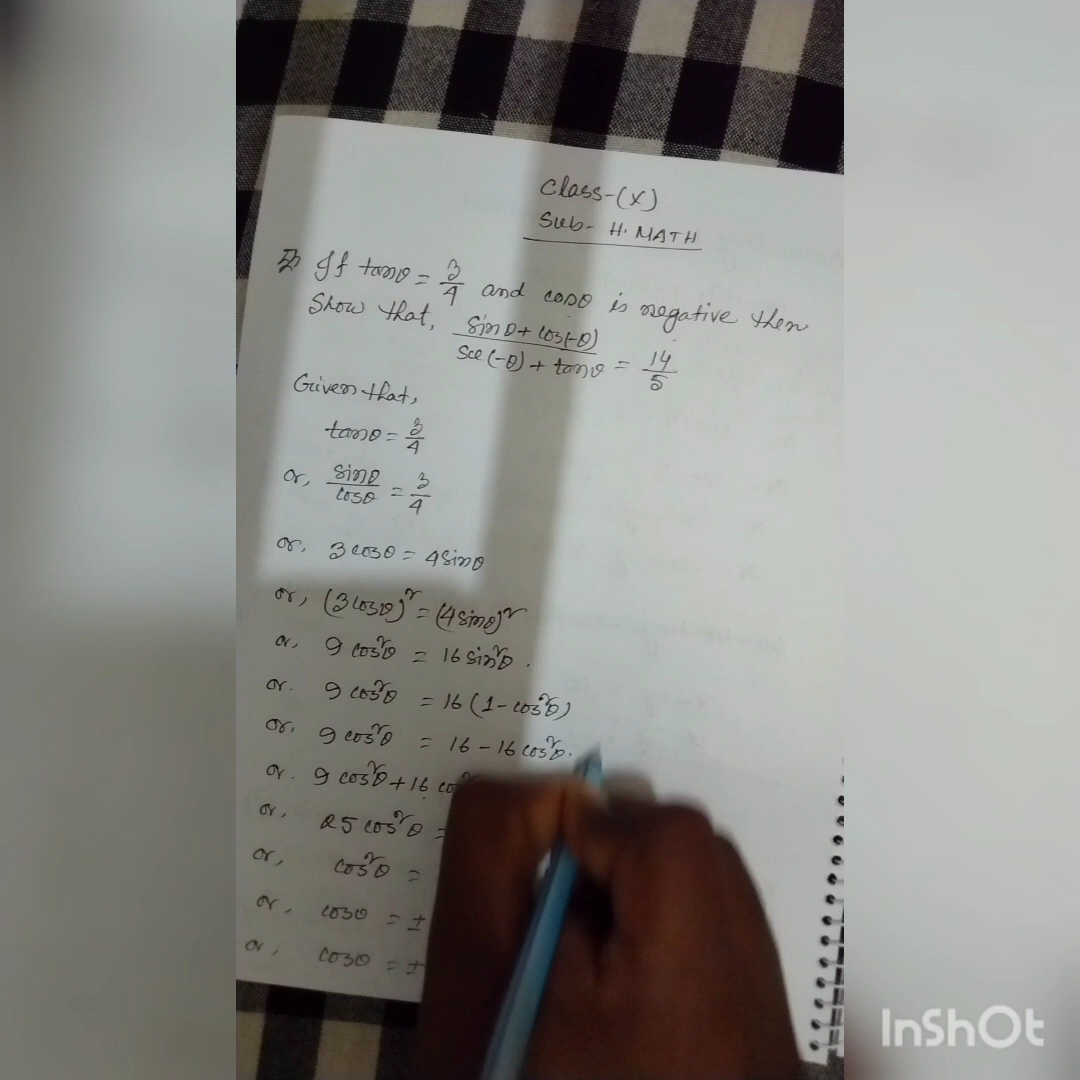 Class-(X)
Sub- H. MATH
If tanθ = 3/4 and cosθ is negative then
Show that, (sinθ + cos(-θ))/(sec(-θ) + tanθ) = 14/5
Given that,
tanθ = 3/4
or, sinθ/cosθ = 3/4
or, 3cosθ = 4sinθ
or, (3cosθ)² = (4sinθ)²
or, 9cos²θ = 16sin²θ.
or. 9cos²θ = 16(1-cos²θ)
or, 9cos²θ = 16-16cos²θ.
or. 9cos²θ+16
or, 25cos²θ =
or, cos²θ =
or, cosθ = ±
or, cosθ = ±
InShOt